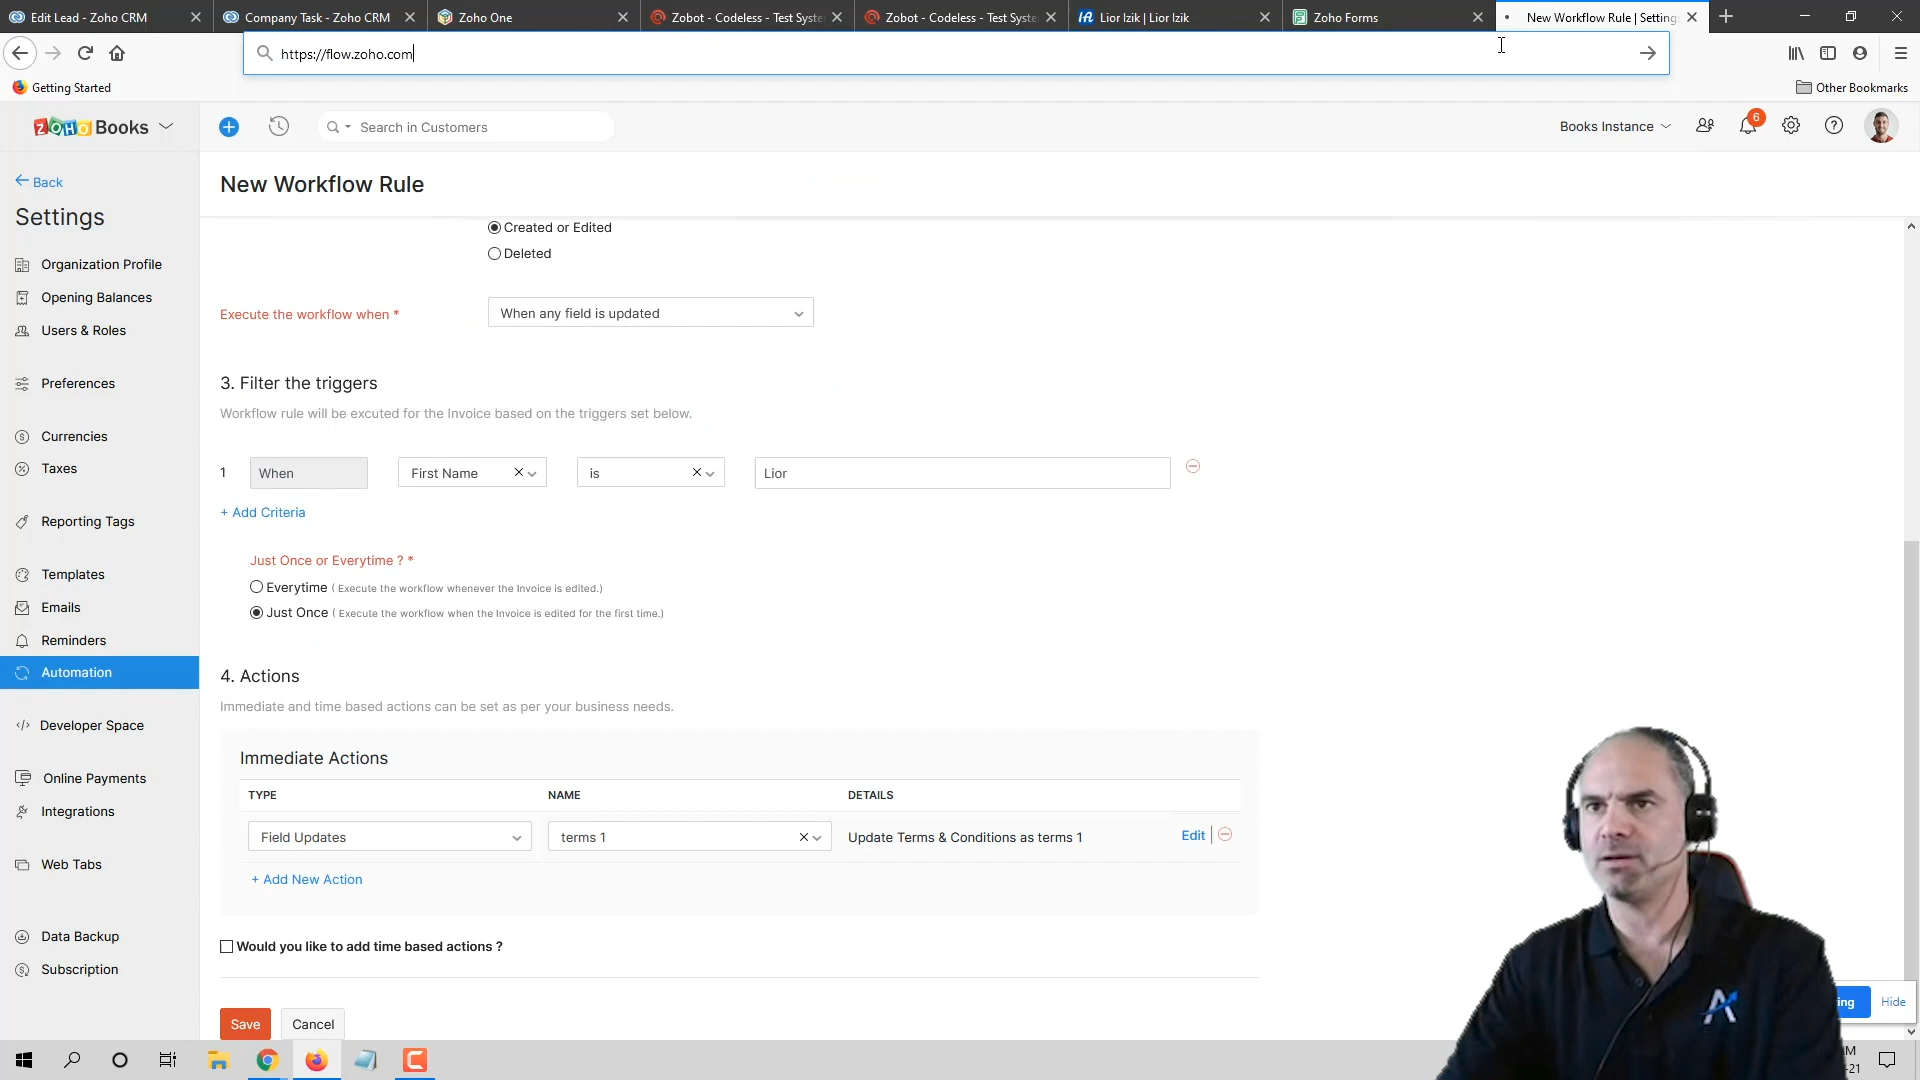 Edit Lead - Zoho CRM
Company Task - Zoho CRM
Zoho One
Zobot - Codeless - Test Syste
Zobot - Codeless - Test Syste
Lior Izik | Lior Izik
Zoho Forms
New Workflow Rule | Setting
https://flow.zoho.com
Getting Started
Other Bookmarks
ZOHO Books
Search in Customers
Books Instance
6
Back
Settings
Organization Profile
Opening Balances
Users & Roles
Preferences
Currencies
Taxes
Reporting Tags
Templates
Emails
Reminders
Automation
Developer Space
Online Payments
Integrations
Web Tabs
Data Backup
Subscription
New Workflow Rule
Created or Edited
Deleted
Execute the workflow when *
When any field is updated
3. Filter the triggers
Workflow rule will be excuted for the Invoice based on the triggers set below.
1 When First Name is Lior
+ Add Criteria
Just Once or Everytime ? *
Everytime ( Execute the workflow whenever the Invoice is edited.)
Just Once ( Execute the workflow when the Invoice is edited for the first time.)
4. Actions
Immediate and time based actions can be set as per your business needs.
Immediate Actions
TYPE NAME DETAILS
Field Updates terms 1 Update Terms & Conditions as terms 1 Edit
+ Add New Action
Would you like to add time based actions ?
Save Cancel
ing Hide
AM
-21